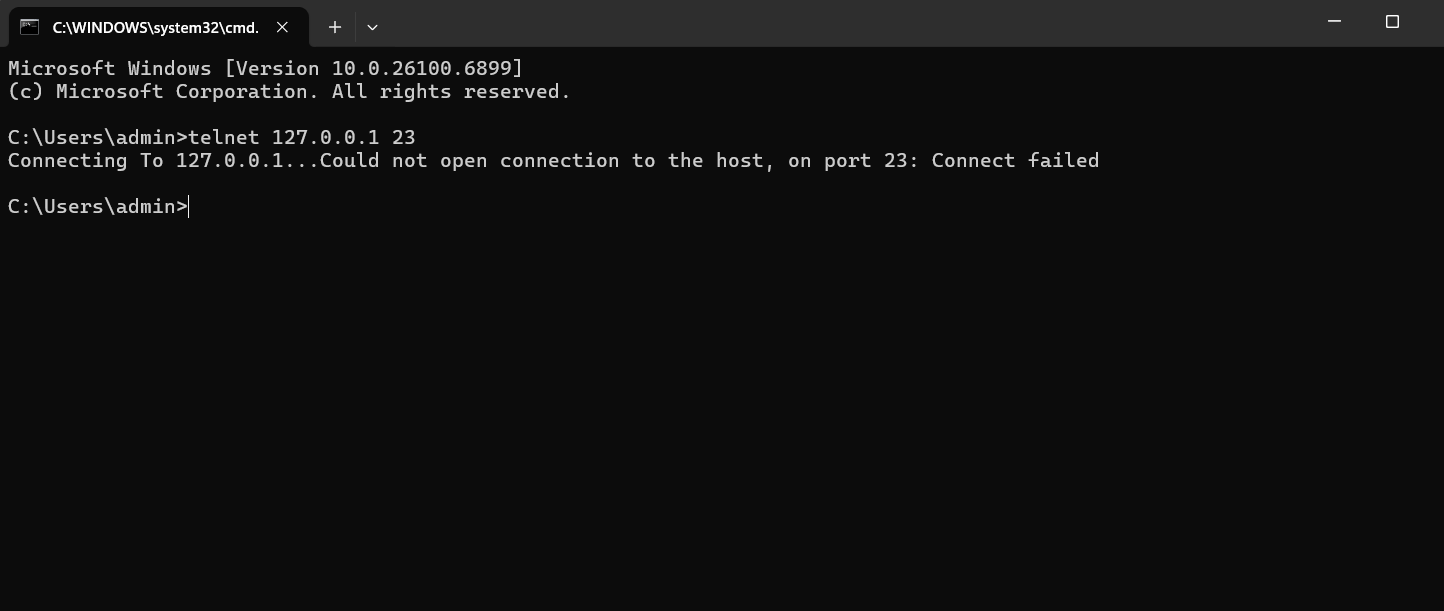 C:\WINDOWS\system32\cmd.
Microsoft Windows [Version 10.0.26100.6899]
(c) Microsoft Corporation. All rights reserved.
C:\Users\admin>telnet 127.0.0.1 23
Connecting To 127.0.0.1...Could not open connection to the host, on port 23: Connect failed
C:\Users\admin>